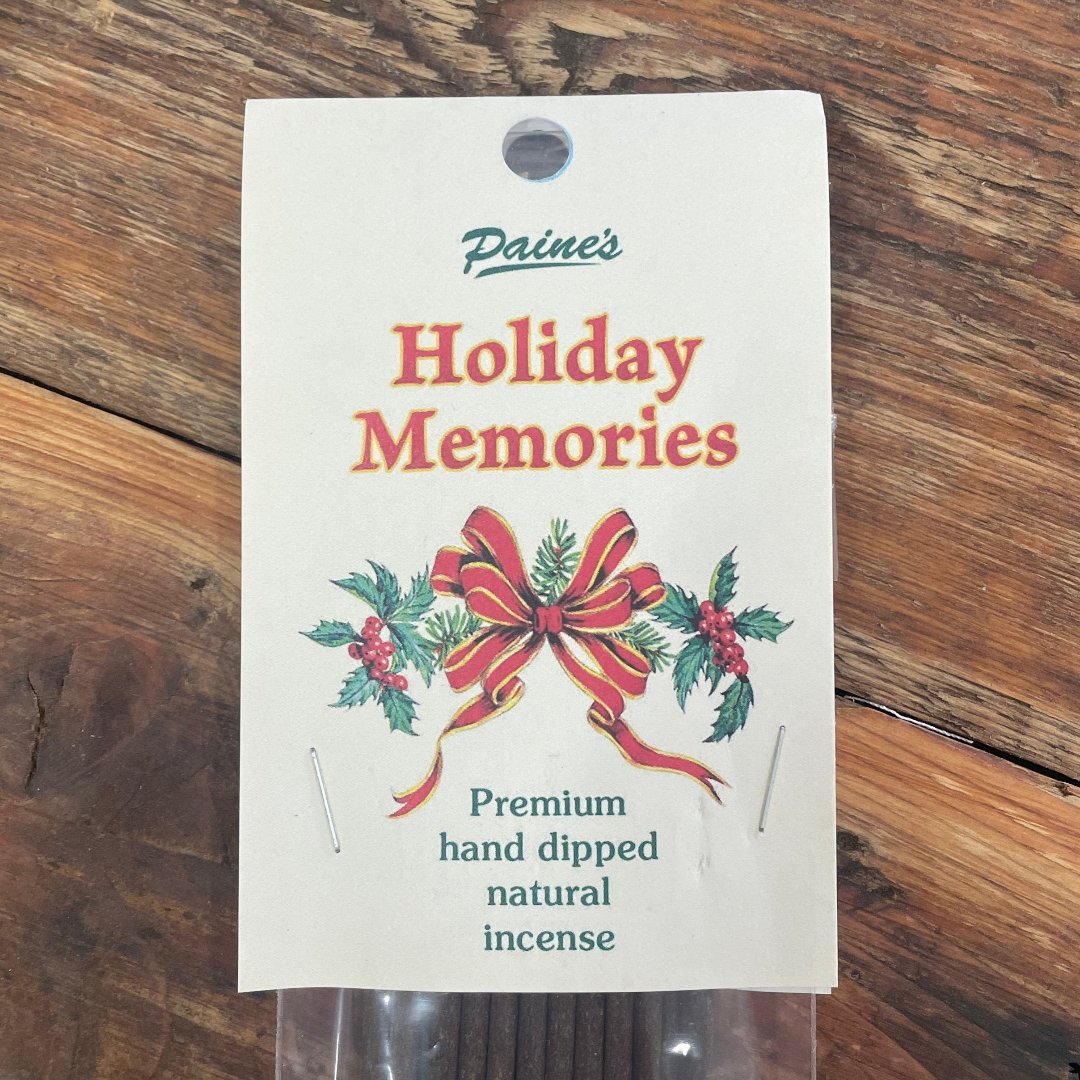 Paine's
Holiday
Memories
Premium
hand dipped
natural
incense